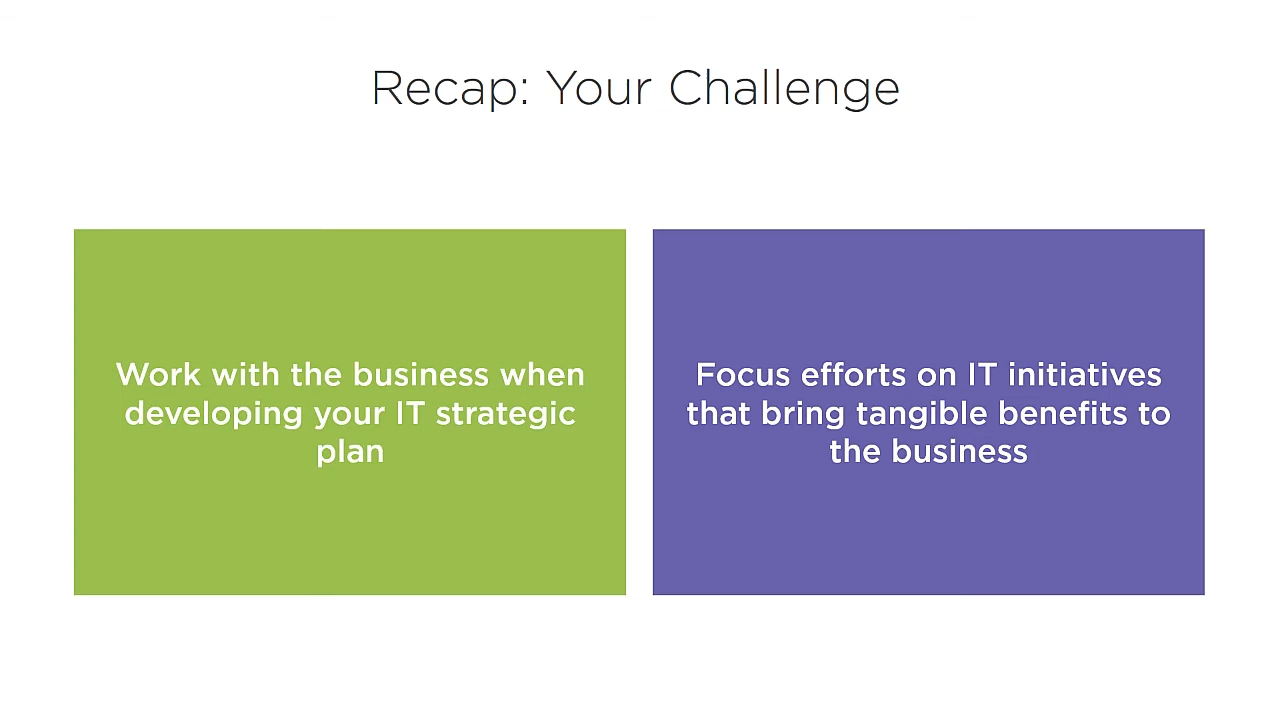 Recap: Your Challenge
Work with the business when
developing your IT strategic
plan
Focus efforts on IT initiatives
that bring tangible benefits to
the business